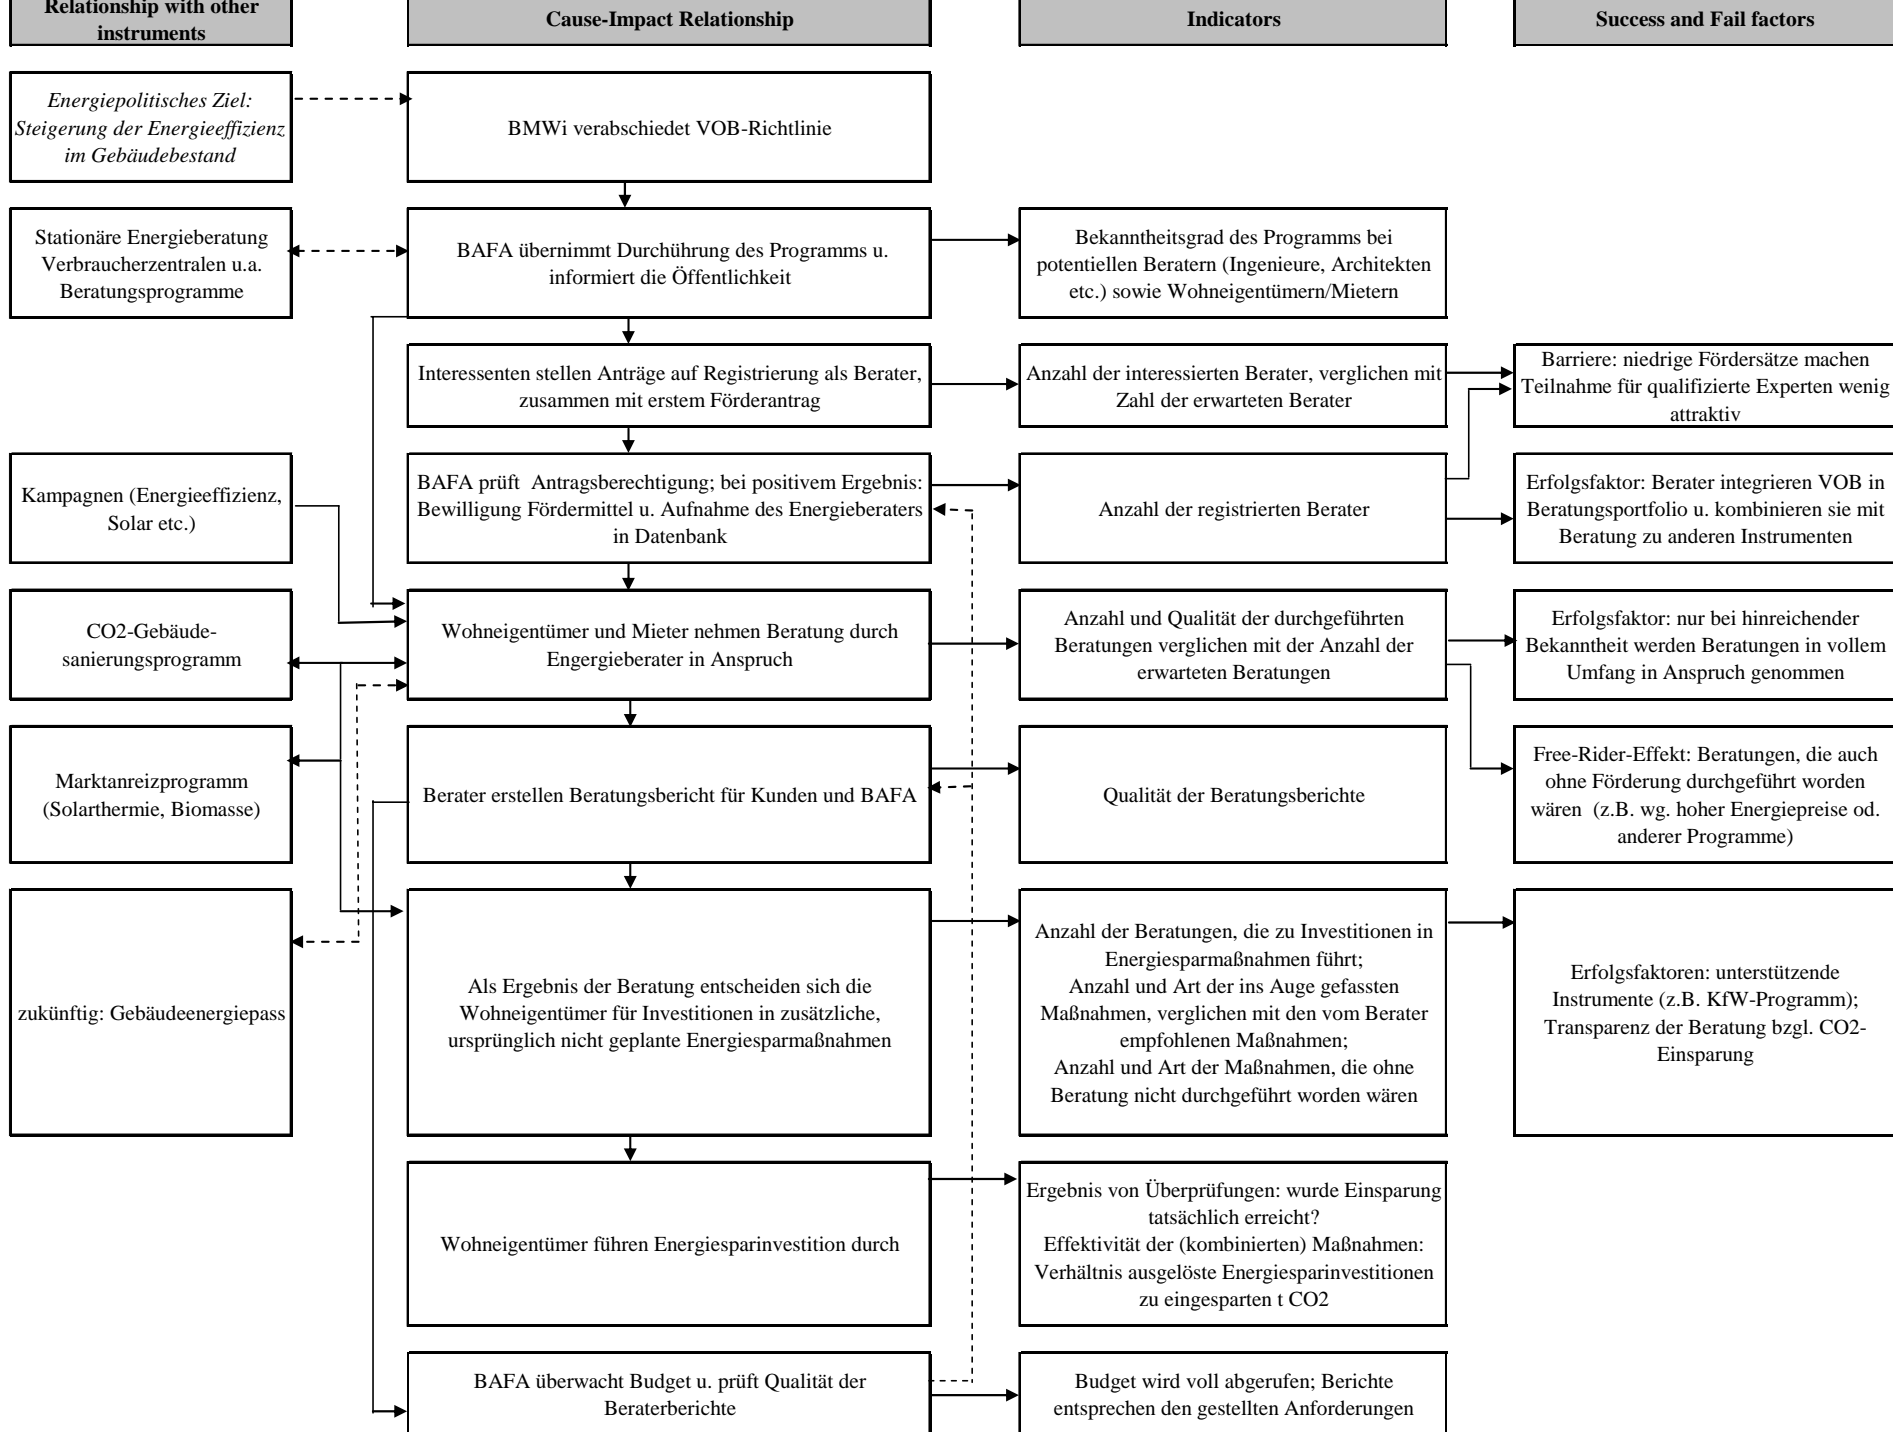 Relationship with other
instruments
Cause-Impact Relationship
Indicators
Success and Fail factors
Energiepolitisches Ziel:
Steigerung der Energieeffizienz
im Gebäudebestand
BMWi verabschiedet VOB-Richtlinie
Stationäre Energieberatung
Verbraucherzentralen u.a.
Beratungsprogramme
BAFA übernimmt Durchührung des Programms u.
informiert die Öffentlichkeit
Bekanntheitsgrad des Programms bei
potentiellen Beratern (Ingenieure, Architekten
etc.) sowie Wohneigentümern/Mietern
Interessenten stellen Anträge auf Registrierung als Berater,
zusammen mit erstem Förderantrag
Anzahl der interessierten Berater, verglichen mit
Zahl der erwarteten Berater
Barriere: niedrige Fördersätze machen
Teilnahme für qualifizierte Experten wenig
attraktiv
Kampagnen (Energieeffizienz,
Solar etc.)
BAFA prüft  Antragsberechtigung; bei positivem Ergebnis:
Bewilligung Fördermittel u. Aufnahme des Energieberaters
in Datenbank
Anzahl der registrierten Berater
Erfolgsfaktor: Berater integrieren VOB in
Beratungsportfolio u. kombinieren sie mit
Beratung zu anderen Instrumenten
CO2-Gebäude-
sanierungsprogramm
Wohneigentümer und Mieter nehmen Beratung durch
Engergieberater in Anspruch
Anzahl und Qualität der durchgeführten
Beratungen verglichen mit der Anzahl der
erwarteten Beratungen
Erfolgsfaktor: nur bei hinreichender
Bekanntheit werden Beratungen in vollem
Umfang in Anspruch genommen
Marktanreizprogramm
(Solarthermie, Biomasse)
Berater erstellen Beratungsbericht für Kunden und BAFA
Qualität der Beratungsberichte
Free-Rider-Effekt: Beratungen, die auch
ohne Förderung durchgeführt worden
wären  (z.B. wg. hoher Energiepreise od.
anderer Programme)
zukünftig: Gebäudeenergiepass
Als Ergebnis der Beratung entscheiden sich die
Wohneigentümer für Investitionen in zusätzliche,
ursprünglich nicht geplante Energiesparmaßnahmen
Anzahl der Beratungen, die zu Investitionen in
Energiesparmaßnahmen führt;
Anzahl und Art der ins Auge gefassten
Maßnahmen, verglichen mit den vom Berater
empfohlenen Maßnahmen;
Anzahl und Art der Maßnahmen, die ohne
Beratung nicht durchgeführt worden wären
Erfolgsfaktoren: unterstützende
Instrumente (z.B. KfW-Programm);
Transparenz der Beratung bzgl. CO2-
Einsparung
Wohneigentümer führen Energiesparinvestition durch
Ergebnis von Überprüfungen: wurde Einsparung
tatsächlich erreicht?
Effektivität der (kombinierten) Maßnahmen:
Verhältnis ausgelöste Energiesparinvestitionen
zu eingesparten t CO2
BAFA überwacht Budget u. prüft Qualität der
Beraterberichte
Budget wird voll abgerufen; Berichte
entsprechen den gestellten Anforderungen